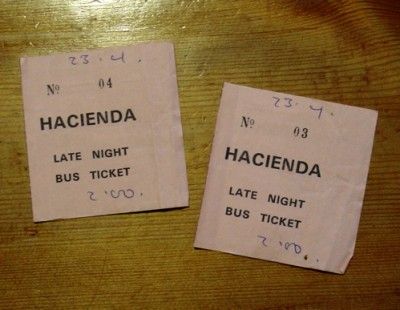 23.4.
Nº 04
HACIENDA
LATE NIGHT
BUS TICKET
2.00.
23.4.
Nº 03
HACIENDA
LATE NIGHT
BUS TICKET
2.00.